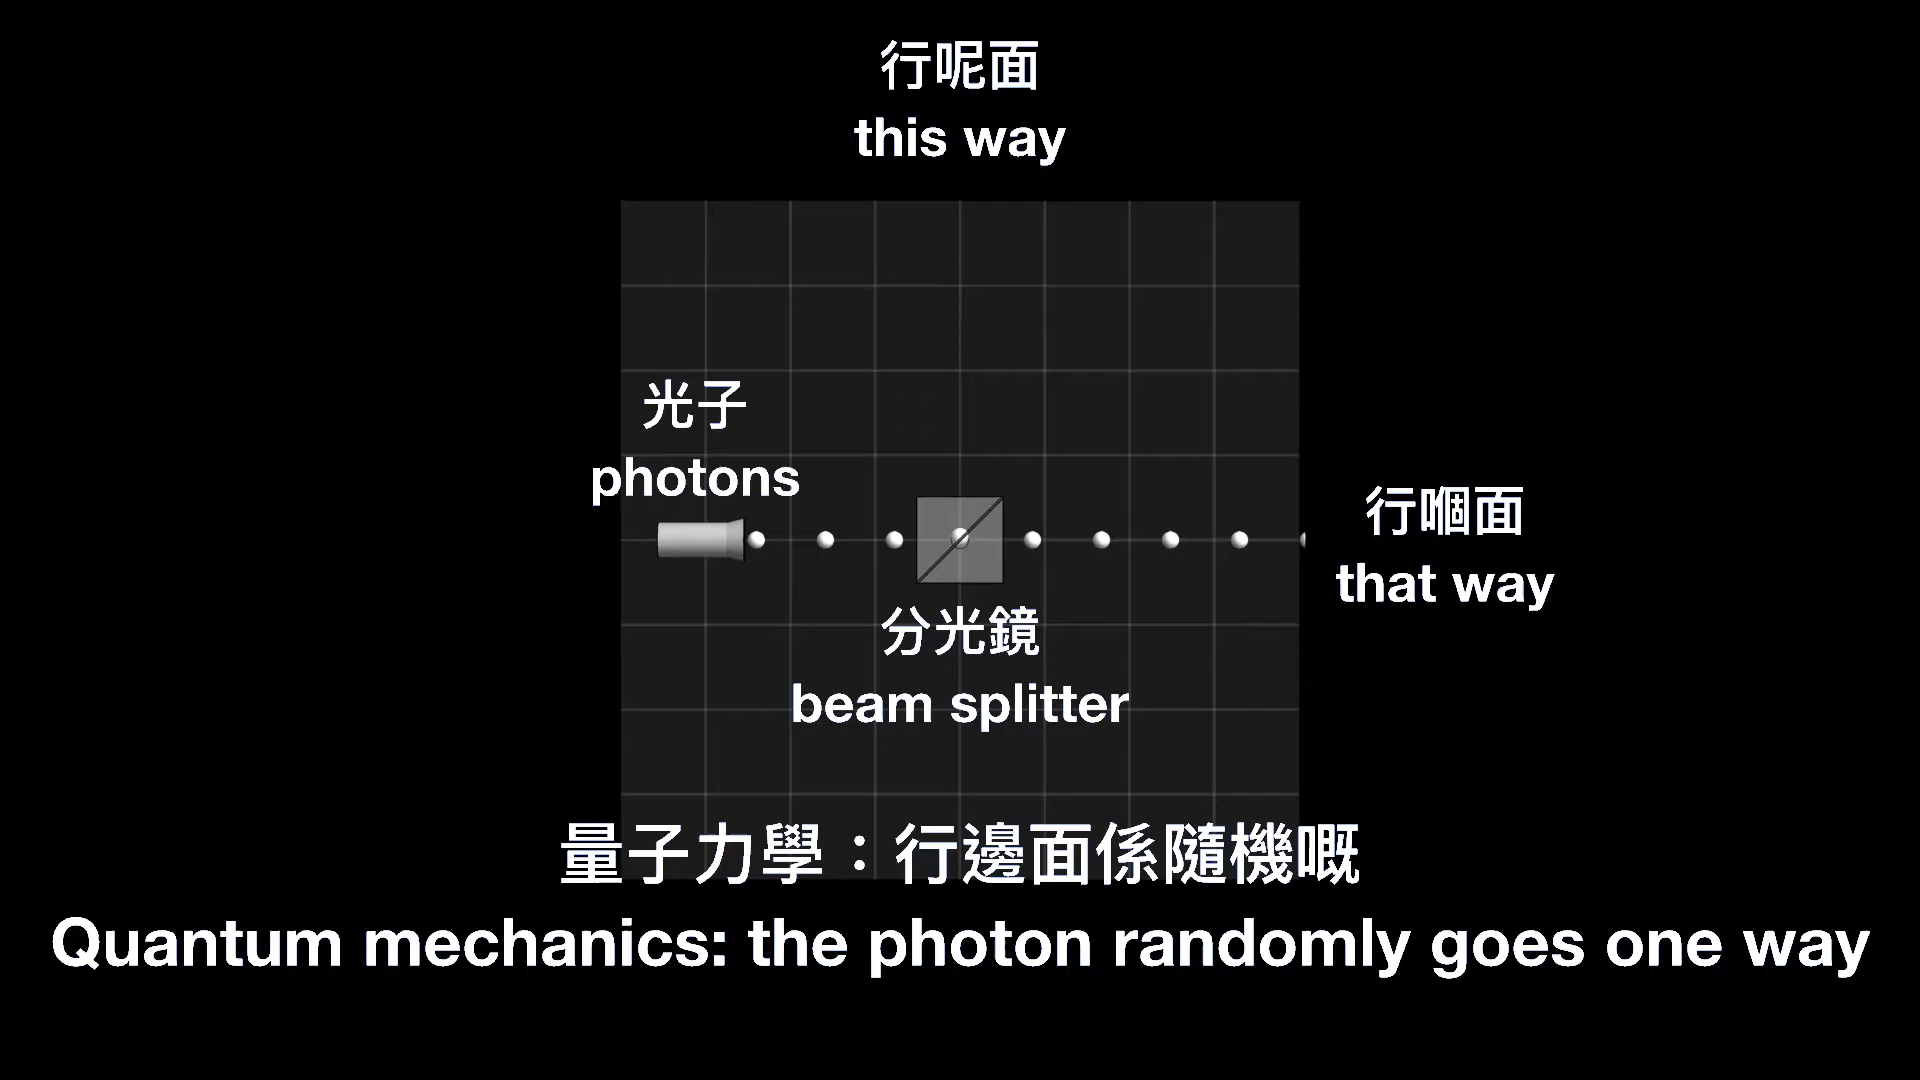 行呢面
this way
光子
photons
行嗰面
that way
分光鏡
beam splitter
量子力學：行邊面係隨機嘅
Quantum mechanics: the photon randomly goes one way